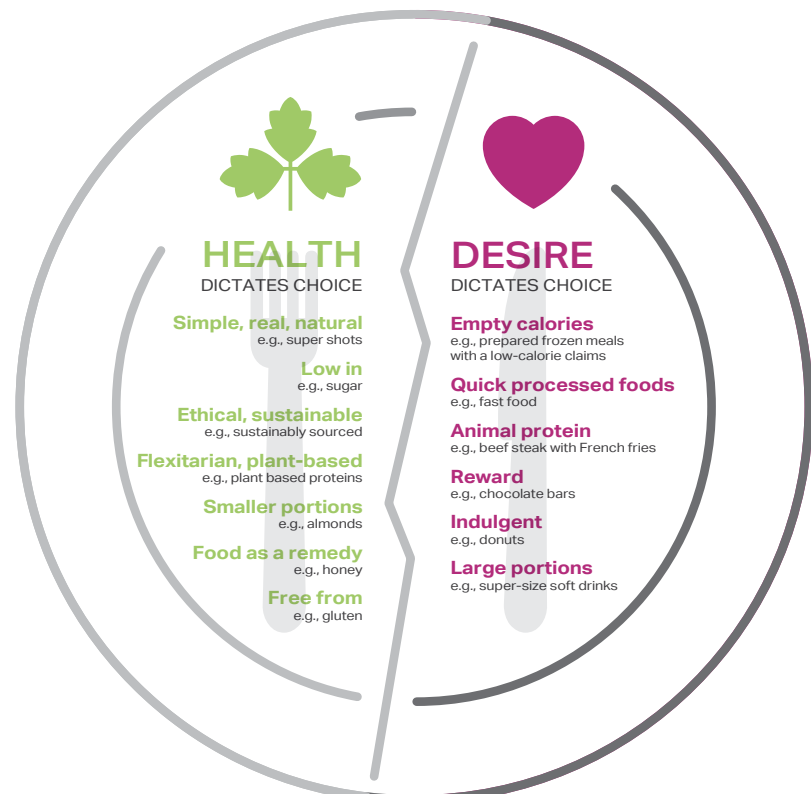 HEALTH
DICTATES CHOICE
Simple, real, natural
e.g., super shots
Low in
e.g., sugar
Ethical, sustainable
e.g., sustainably sourced
Flexitarian, plant-based
e.g., plant based proteins
Smaller portions
e.g., almonds
Food as a remedy
e.g., honey
Free from
e.g., gluten
DESIRE
DICTATES CHOICE
Empty calories
e.g., prepared frozen meals
with a low-calorie claims
Quick processed foods
e.g., fast food
Animal protein
e.g., beef steak with French fries
Reward
e.g., chocolate bars
Indulgent
e.g., donuts
Large portions
e.g., super-size soft drinks